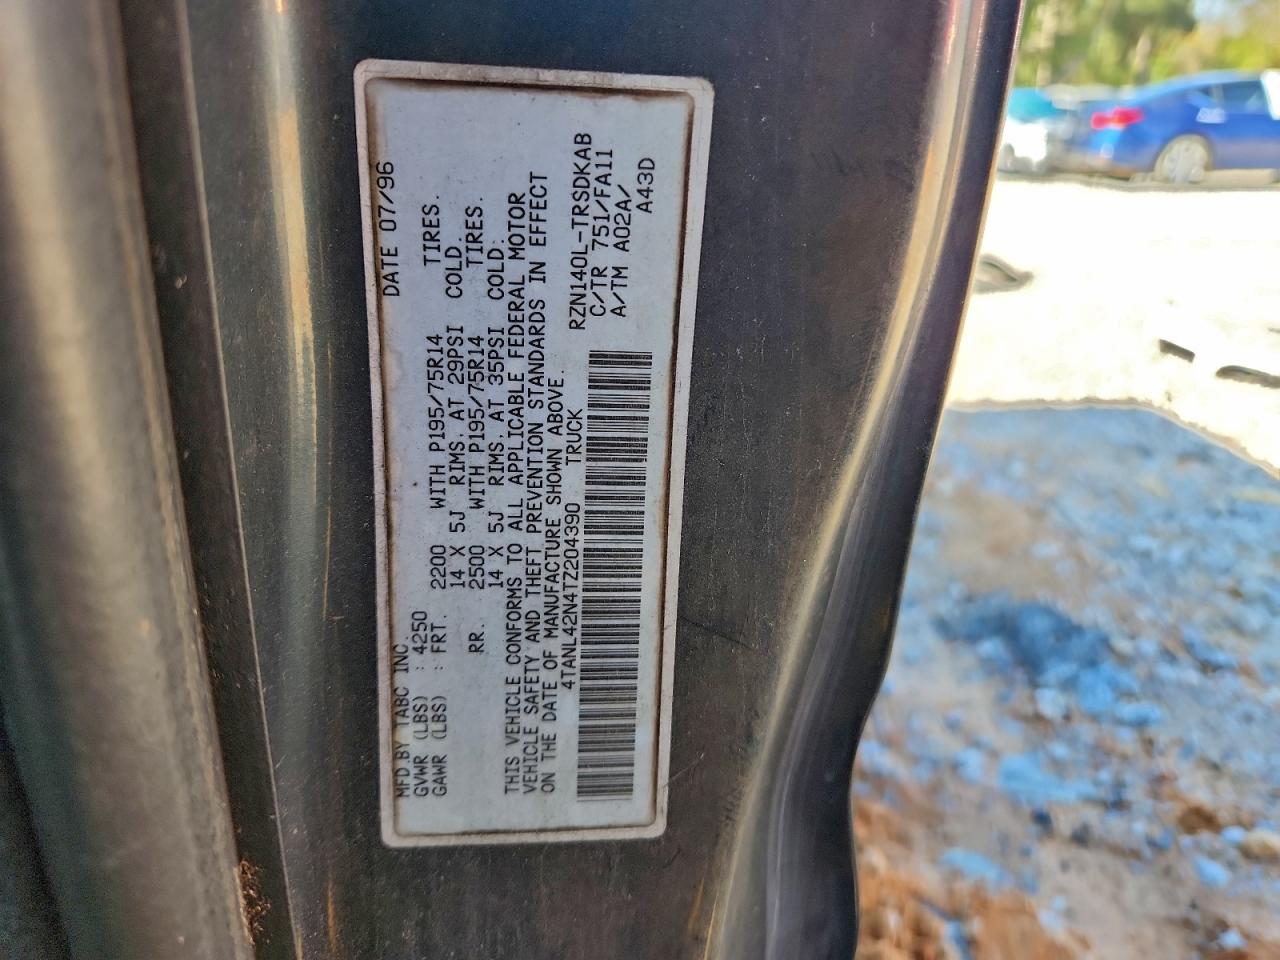 MFD.BY TABC INC. DATE 07/96
GVWR (LBS) : 4250
GAWR (LBS) : FRT. 2200 WITH P195/75R14 TIRES.
14 X 5J RIMS. AT 29PSI COLD.
RR. 2500 WITH P195/75R14 TIRES.
14 X 5J RIMS. AT 35PSI COLD.
THIS VEHICLE CONFORMS TO ALL APPLICABLE FEDERAL MOTOR
VEHICLE SAFETY AND THEFT PREVENTION STANDARDS IN EFFECT
ON THE DATE OF MANUFACTURE SHOWN ABOVE.
4TANL42N4TZ204390 TRUCK
RZN140L-TRSDKAB
C/TR 751/FA11
A/TM A02A/
A43D